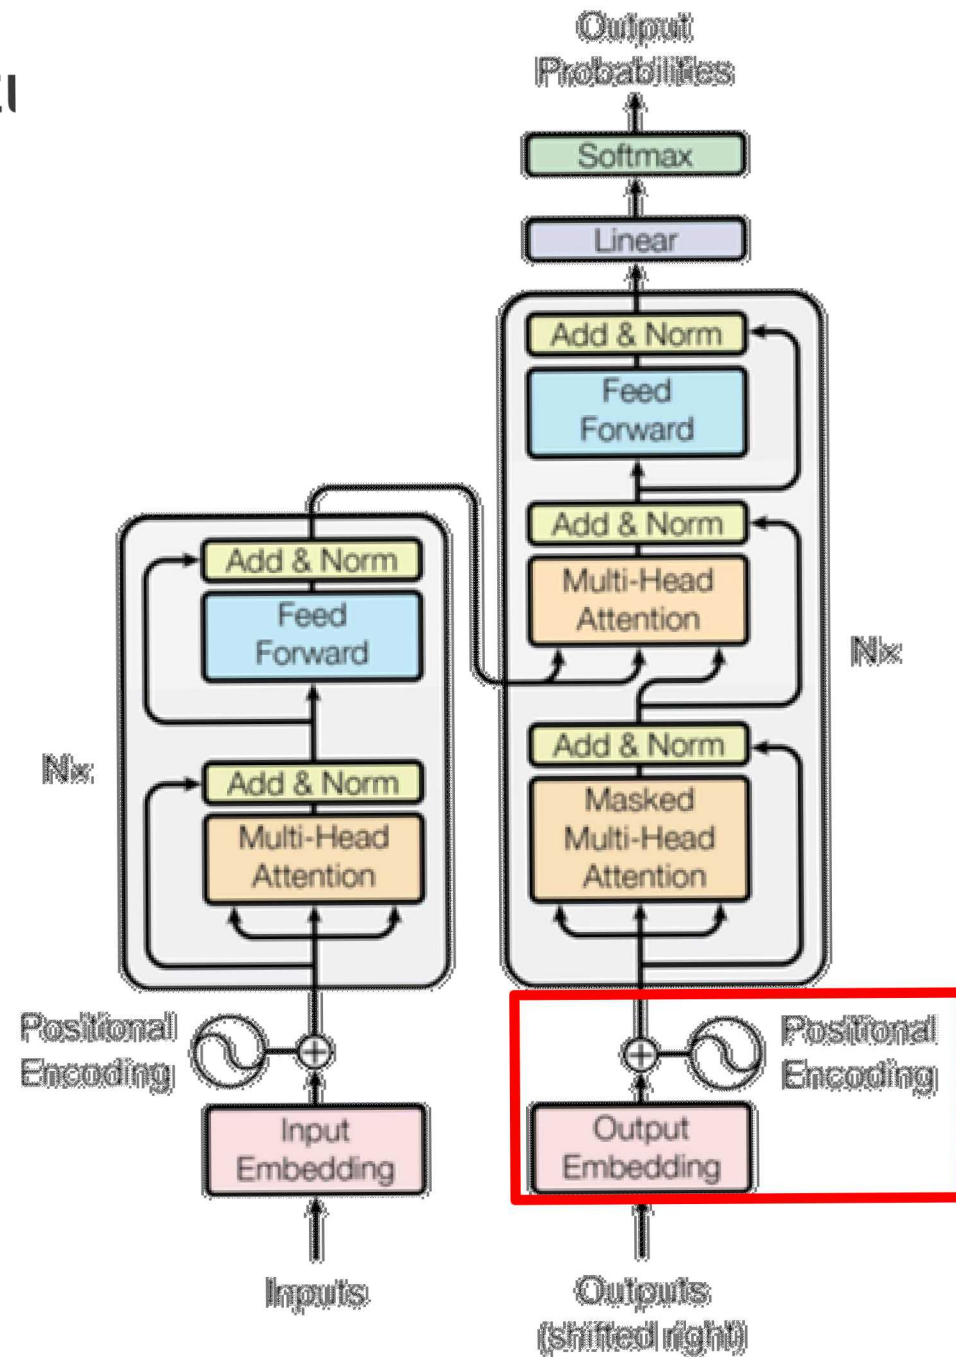 Output
Probabilities
Softmax
Linear
Add & Norm
Feed
Forward
Add & Norm
Multi-Head
Attention
Add & Norm
Masked
Multi-Head
Attention
Nx
Add & Norm
Feed
Forward
Add & Norm
Multi-Head
Attention
Nx
Positional
Encoding
Positional
Encoding
Input
Embedding
Output
Embedding
Inputs
Outputs
(shifted right)